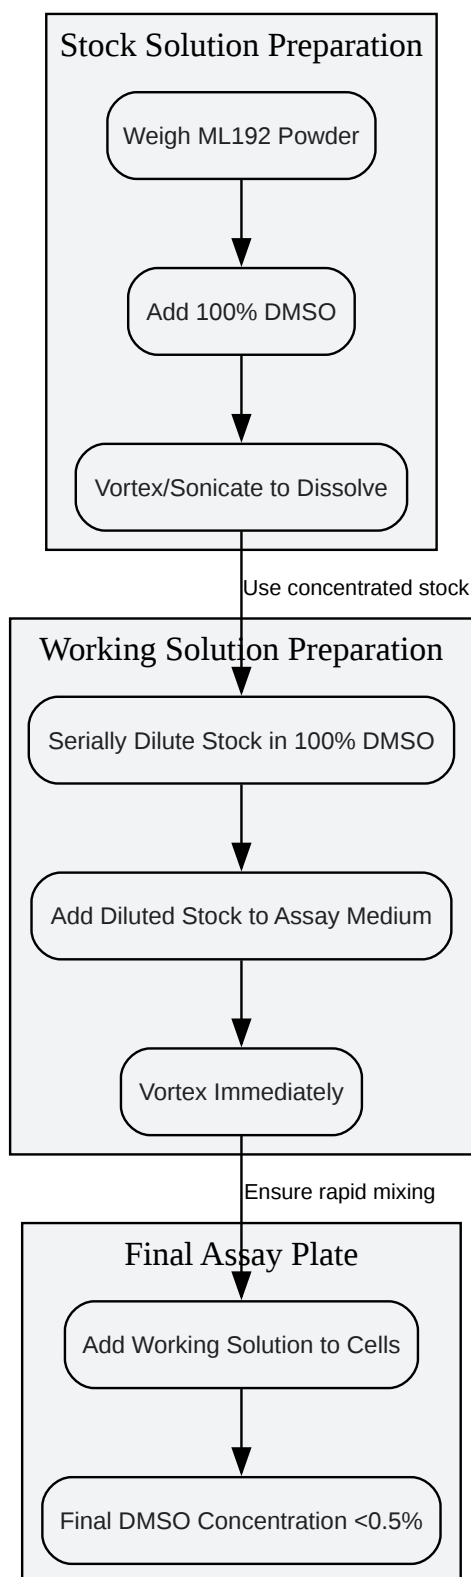 Stock Solution Preparation
Weigh ML192 Powder
Add 100% DMSO
Vortex/Sonicate to Dissolve
Use concentrated stock
Working Solution Preparation
Serially Dilute Stock in 100% DMSO
Add Diluted Stock to Assay Medium
Vortex Immediately
Ensure rapid mixing
Final Assay Plate
Add Working Solution to Cells
Final DMSO Concentration <0.5%